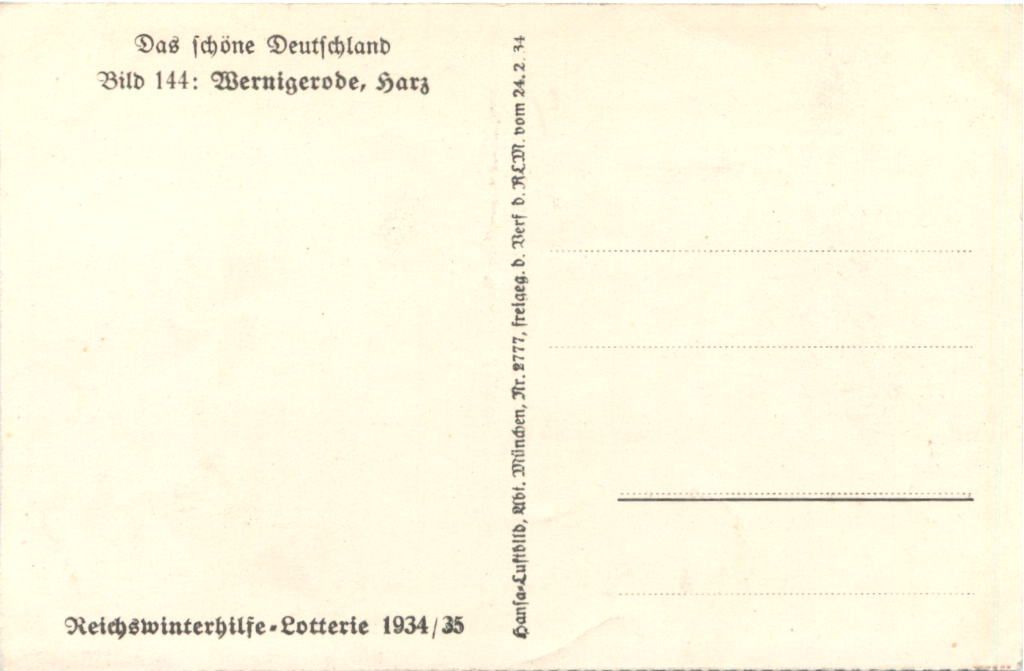 Das schöne Deutschland
Bild 144: Wernigerode, Harz
Hansa-Luftbild, Abt. München, Nr. 2777, freigeg. d. Verf d. RLM. vom 24. 2. 34
Reichswinterhilfe-Lotterie 1934/35